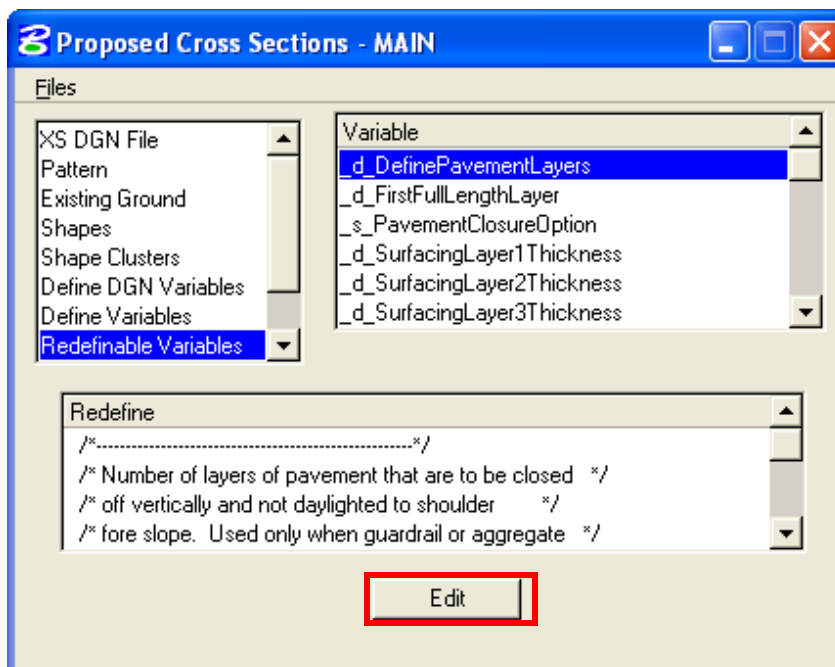 Proposed Cross Sections - MAIN
Files
XS DGN File
Pattern
Existing Ground
Shapes
Shape Clusters
Define DGN Variables
Define Variables
Redefinable Variables
Variable
_d_DefinePavementLayers
_d_FirstFullLengthLayer
_s_PavementClosureOption
_d_SurfacingLayer1Thickness
_d_SurfacingLayer2Thickness
_d_SurfacingLayer3Thickness
Redefine
/*------------------------------------------------------*/
/* Number of layers of pavement that are to be closed */
/* off vertically and not daylighted to shoulder */
/* fore slope. Used only when guardrail or aggregate */
Edit